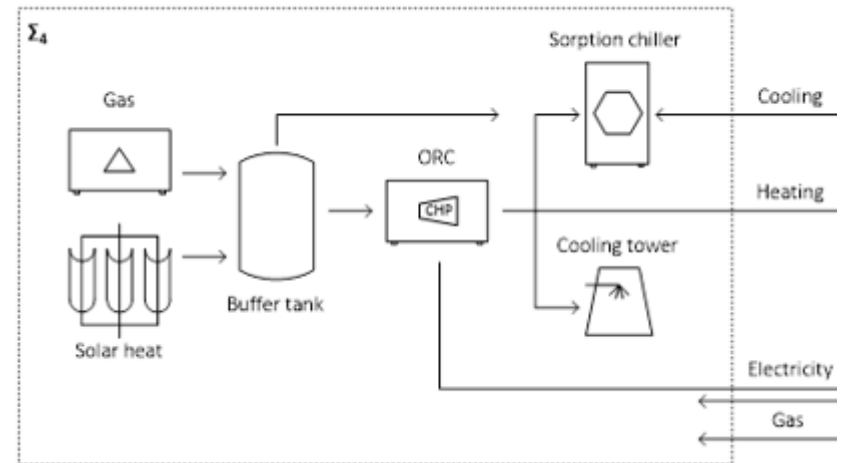 Σ4
Sorption chiller
Gas
Cooling
ORC
CHP
Heating
Cooling tower
Buffer tank
Solar heat
Electricity
Gas